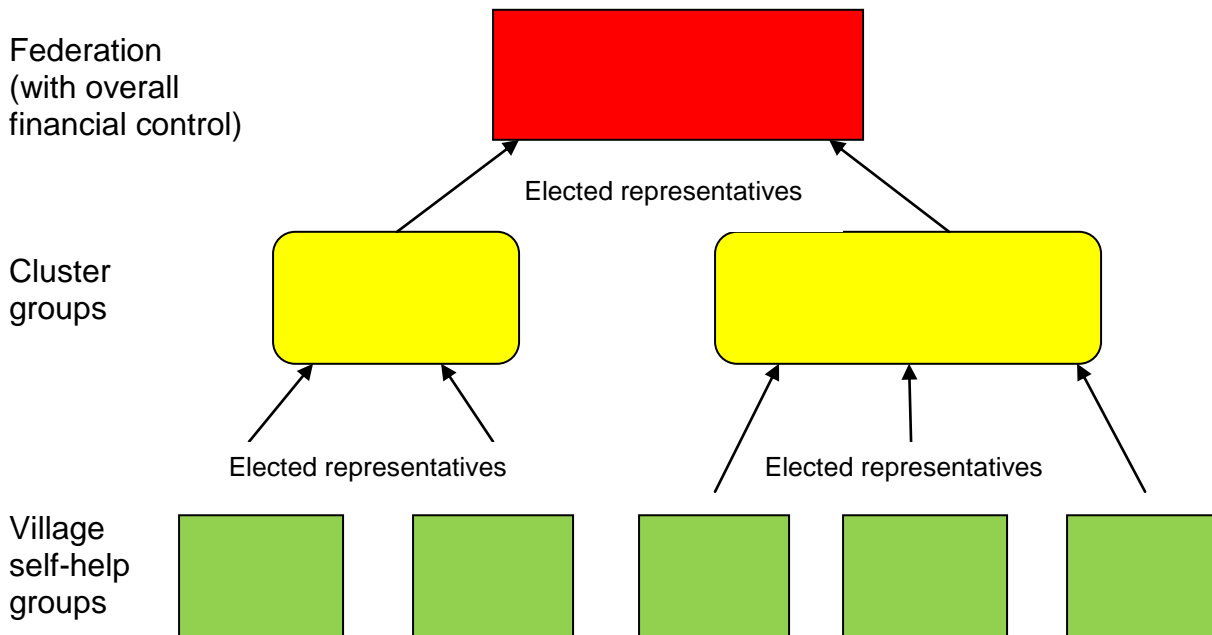 Federation
(with overall
financial control)
Elected representatives
Cluster
groups
Elected representatives
Elected representatives
Village
self-help
groups